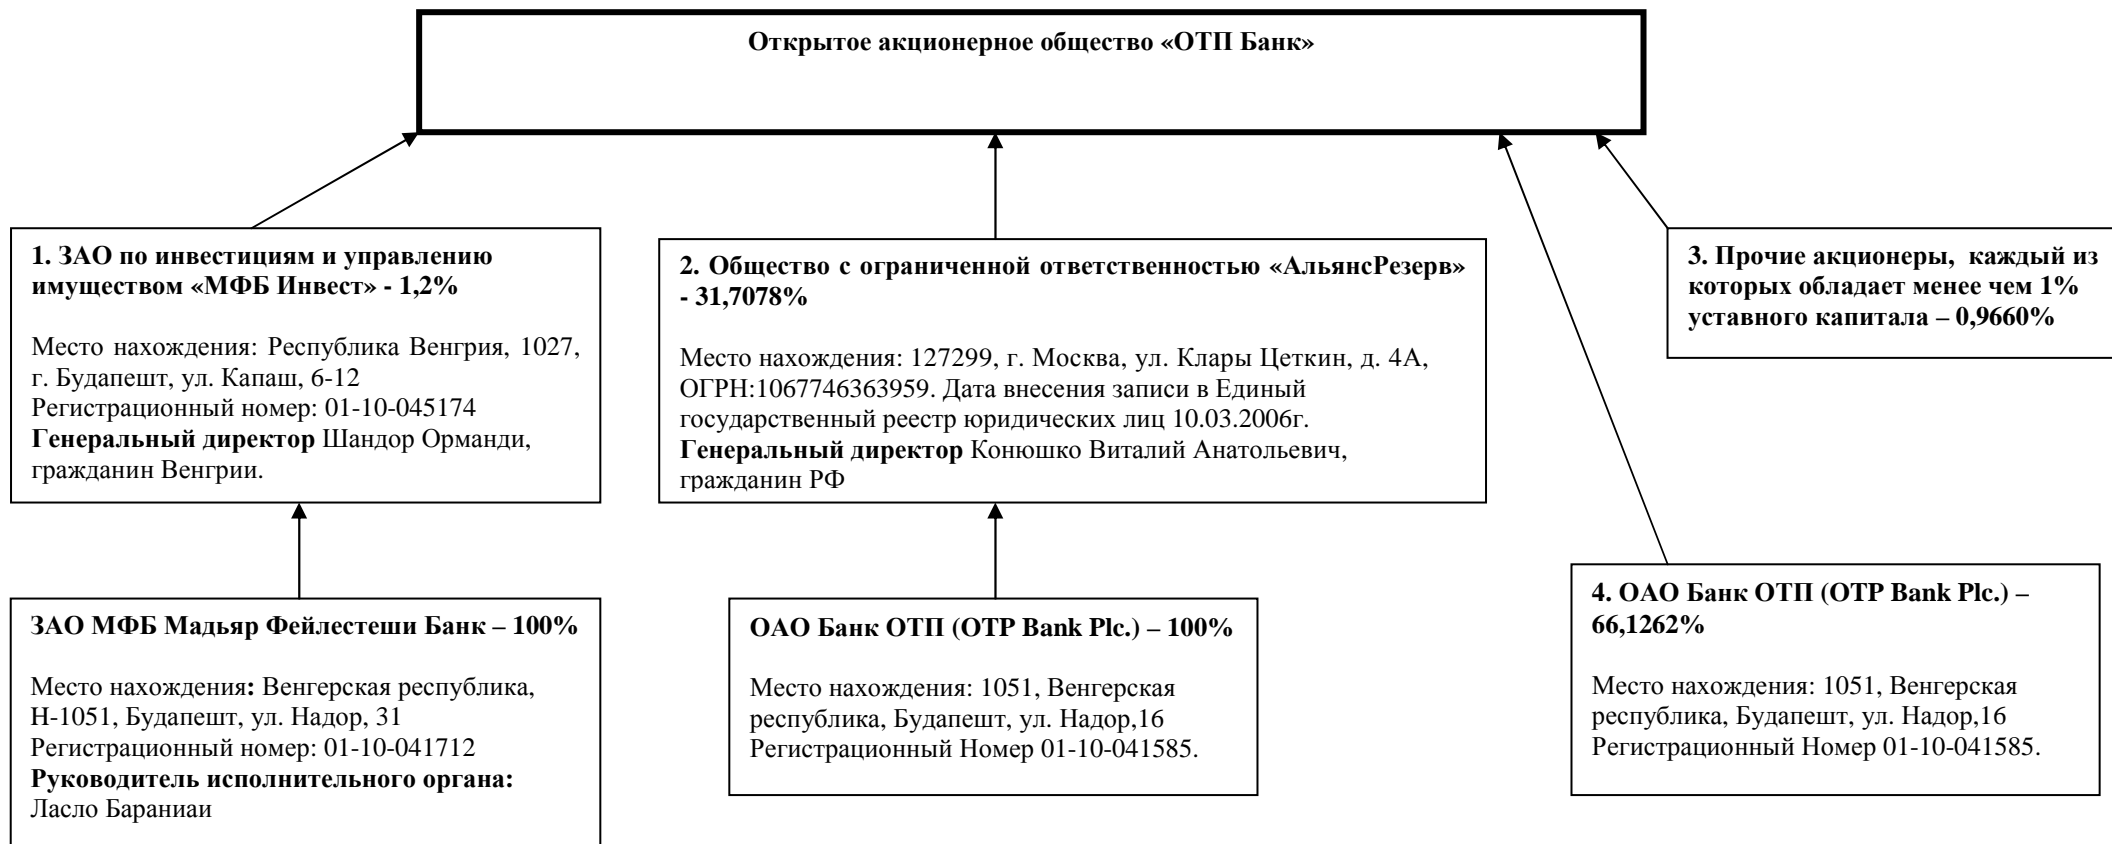 Открытое акционерное общество «ОТП Банк»
1. ЗАО по инвестициям и управлению
имуществом «МФБ Инвест» - 1,2%
Место нахождения: Республика Венгрия, 1027,
г. Будапешт, ул. Капаш, 6-12
Регистрационный номер: 01-10-045174
Генеральный директор Шандор Орманди,
гражданин Венгрии.
2. Общество с ограниченной ответственностью «АльянсРезерв»
- 31,7078%
Место нахождения: 127299, г. Москва, ул. Клары Цеткин, д. 4А,
ОГРН:1067746363959. Дата внесения записи в Единый
государственный реестр юридических лиц 10.03.2006г.
Генеральный директор Конюшко Виталий Анатольевич,
гражданин РФ
3. Прочие акционеры, каждый из
которых обладает менее чем 1%
уставного капитала – 0,9660%
ЗАО МФБ Мадьяр Фейлестеши Банк – 100%
Место нахождения: Венгерская республика,
Н-1051, Будапешт, ул. Надор, 31
Регистрационный номер: 01-10-041712
Руководитель исполнительного органа:
Ласло Бараниаи
ОАО Банк ОТП (OTP Bank Plc.) – 100%
Место нахождения: 1051, Венгерская
республика, Будапешт, ул. Надор,16
Регистрационный Номер 01-10-041585.
4. ОАО Банк ОТП (OTP Bank Plc.) –
66,1262%
Место нахождения: 1051, Венгерская
республика, Будапешт, ул. Надор,16
Регистрационный Номер 01-10-041585.